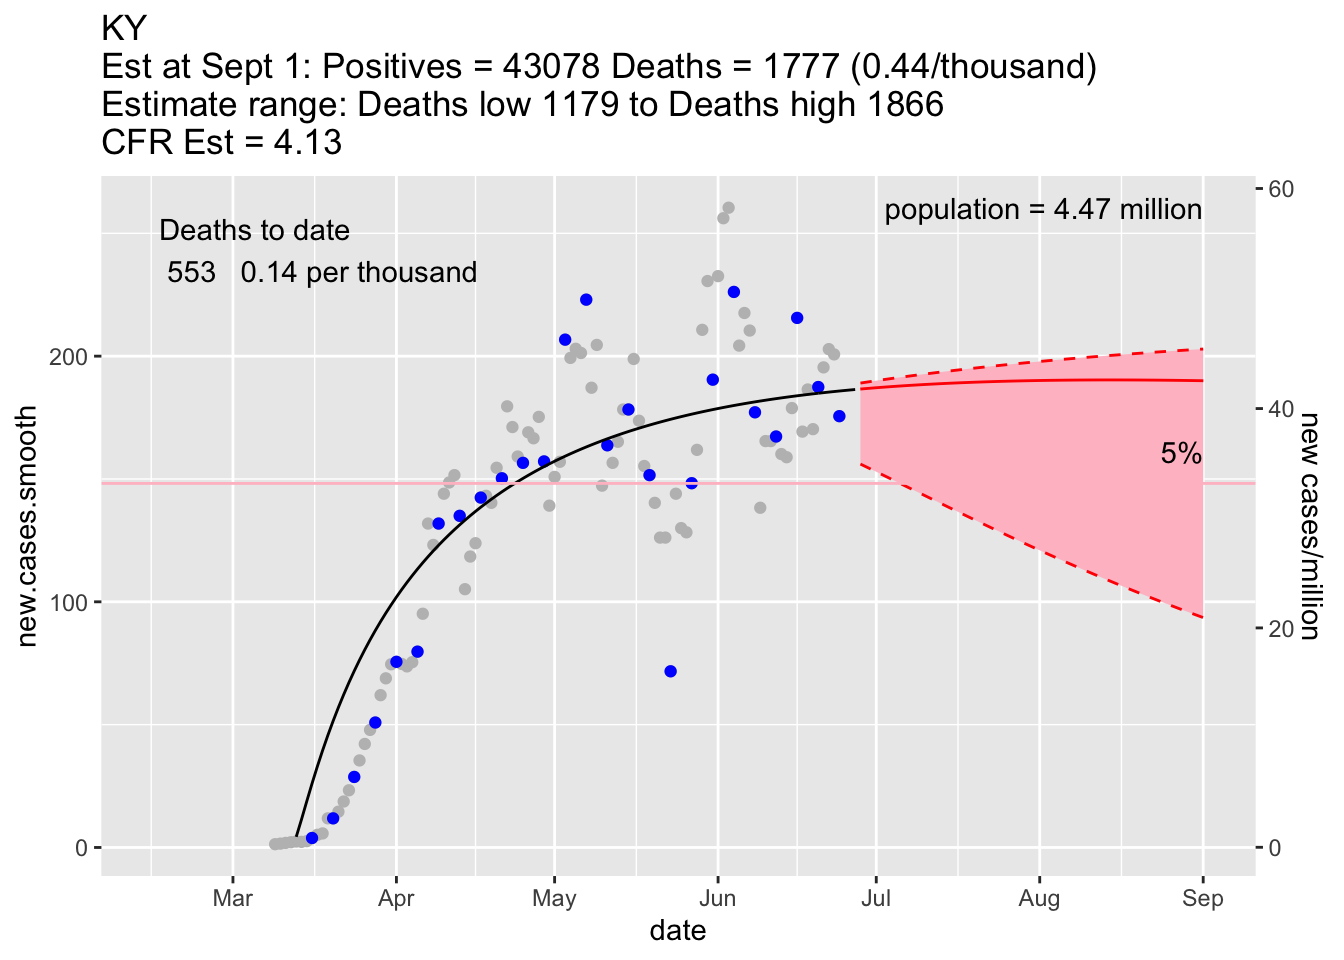 KY
Est at Sept 1: Positives = 43078 Deaths = 1777 (0.44/thousand)
Estimate range: Deaths low 1179 to Deaths high 1866
CFR Est = 4.13
Deaths to date
553 0.14 per thousand
population = 4.47 million
5%
new.cases.smooth
200
100
0
60
40
20
0
new cases/million
Mar Apr May Jun Jul Aug Sep
date